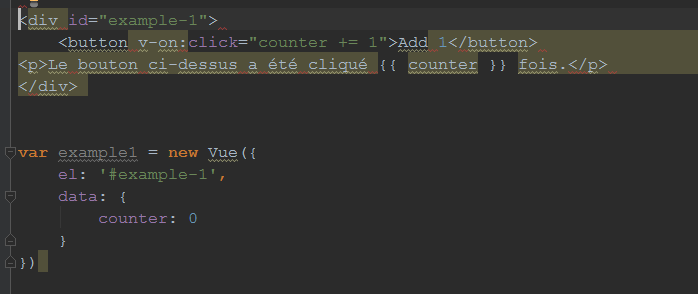 <div id="example-1">
<button v-on:click="counter += 1">Add 1</button>
<p>Le bouton ci-dessus a été cliqué {{ counter }} fois.</p>
</div>
var example1 = new Vue({
el: '#example-1',
data: {
counter: 0
}
})